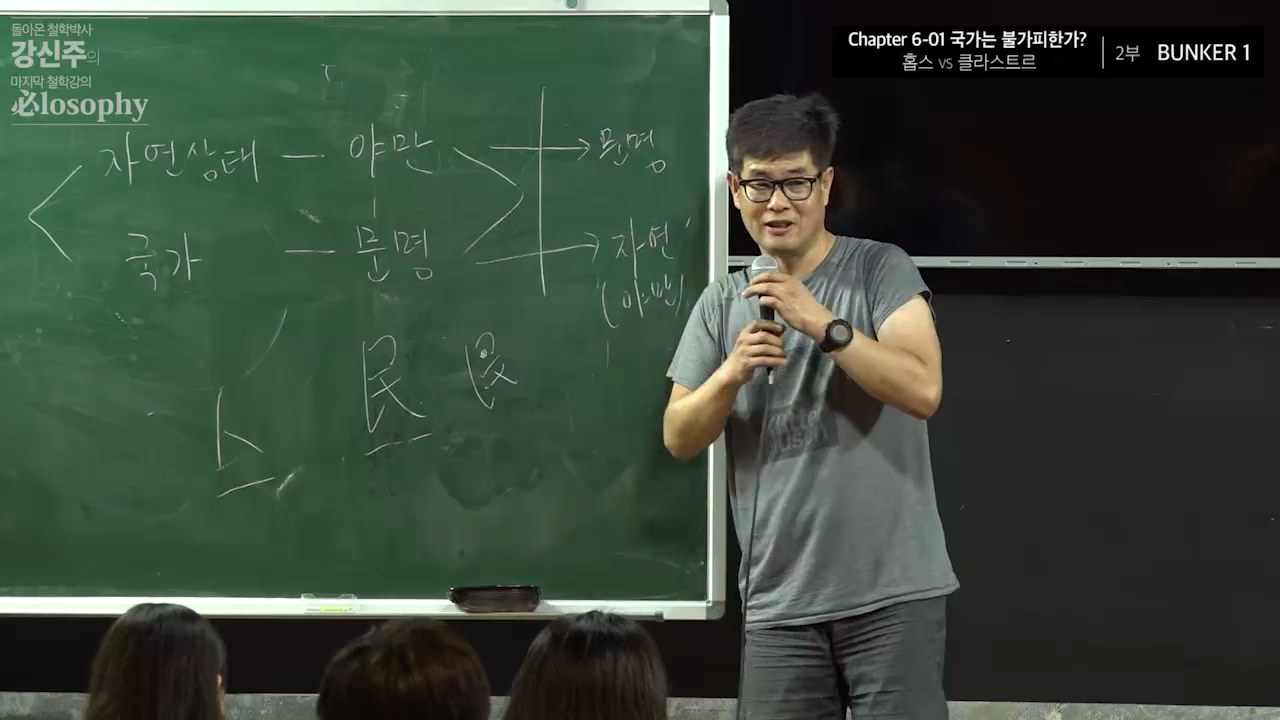 돌아온 철학박사
강신주의
마지막 철학강의
必losophy
Chapter 6-01 국가는 불가피한가?
홉스 vs 클라스트르
2부 BUNKER 1
자연상태 — 야만 → 문명
국가 — 문명 → 자연'
(야만)
民